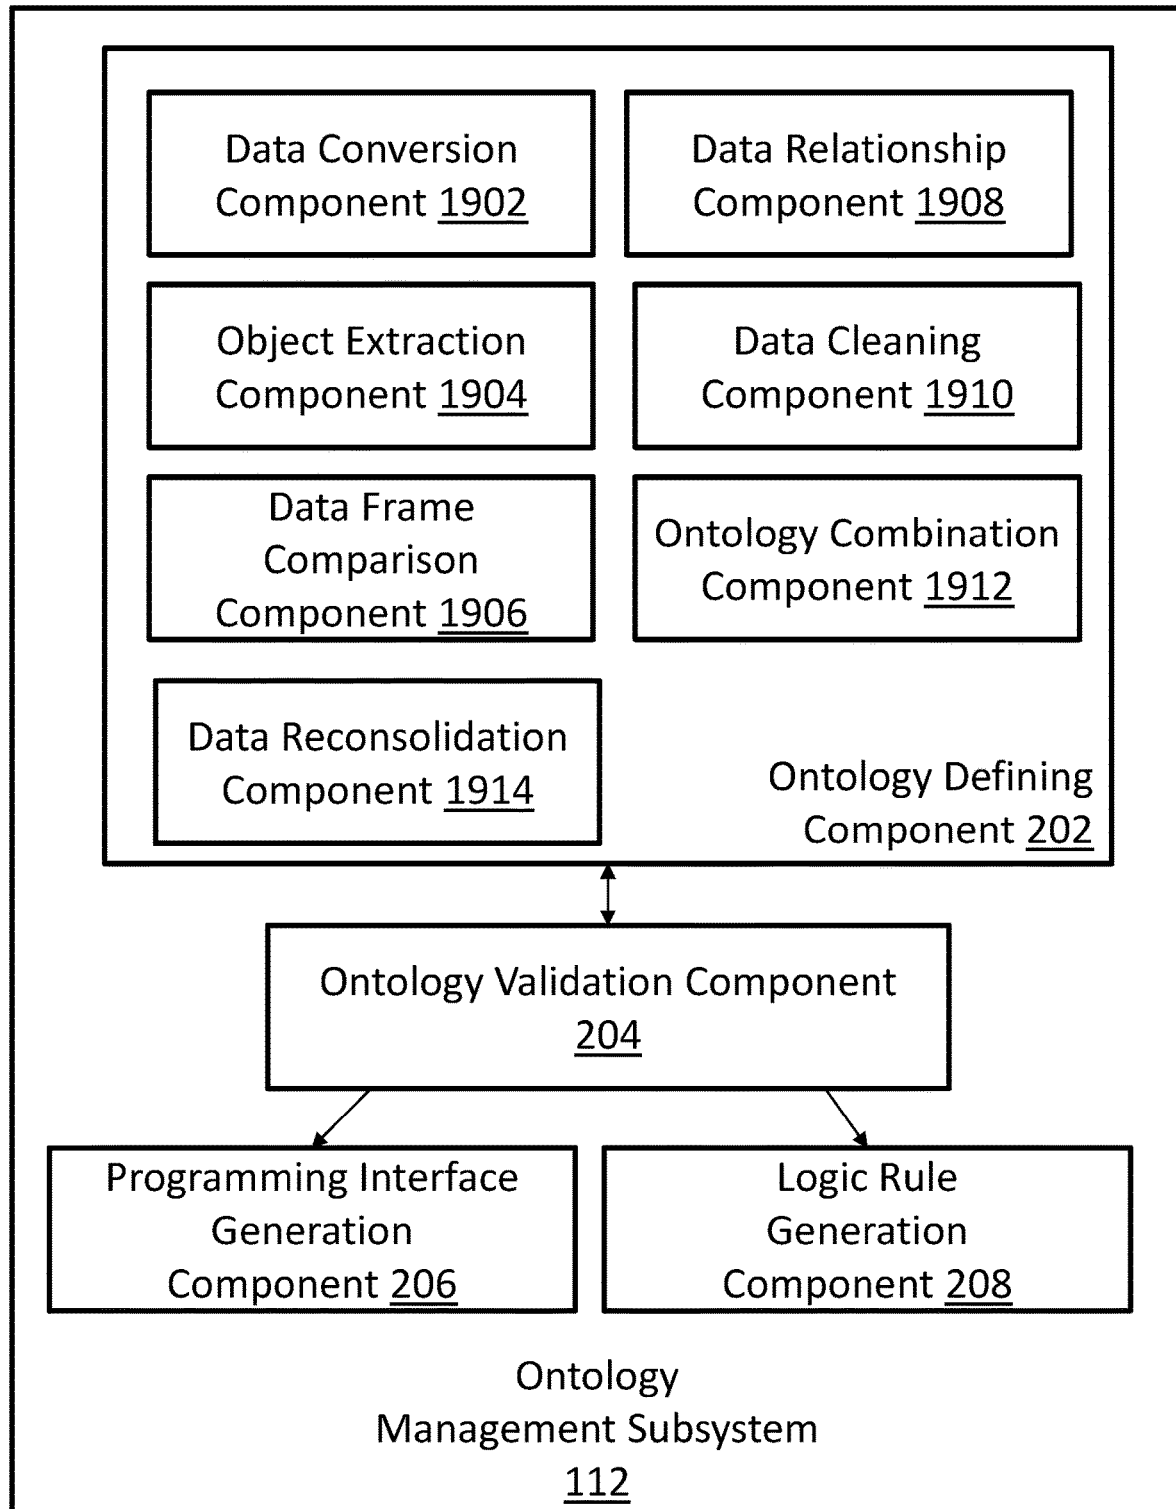 Data Conversion
Component 1902
Data Relationship
Component 1908
Object Extraction
Component 1904
Data Cleaning
Component 1910
Data Frame
Comparison
Component 1906
Ontology Combination
Component 1912
Data Reconsolidation
Component 1914
Ontology Defining
Component 202
Ontology Validation Component
204
Programming Interface
Generation
Component 206
Logic Rule
Generation
Component 208
Ontology
Management Subsystem
112